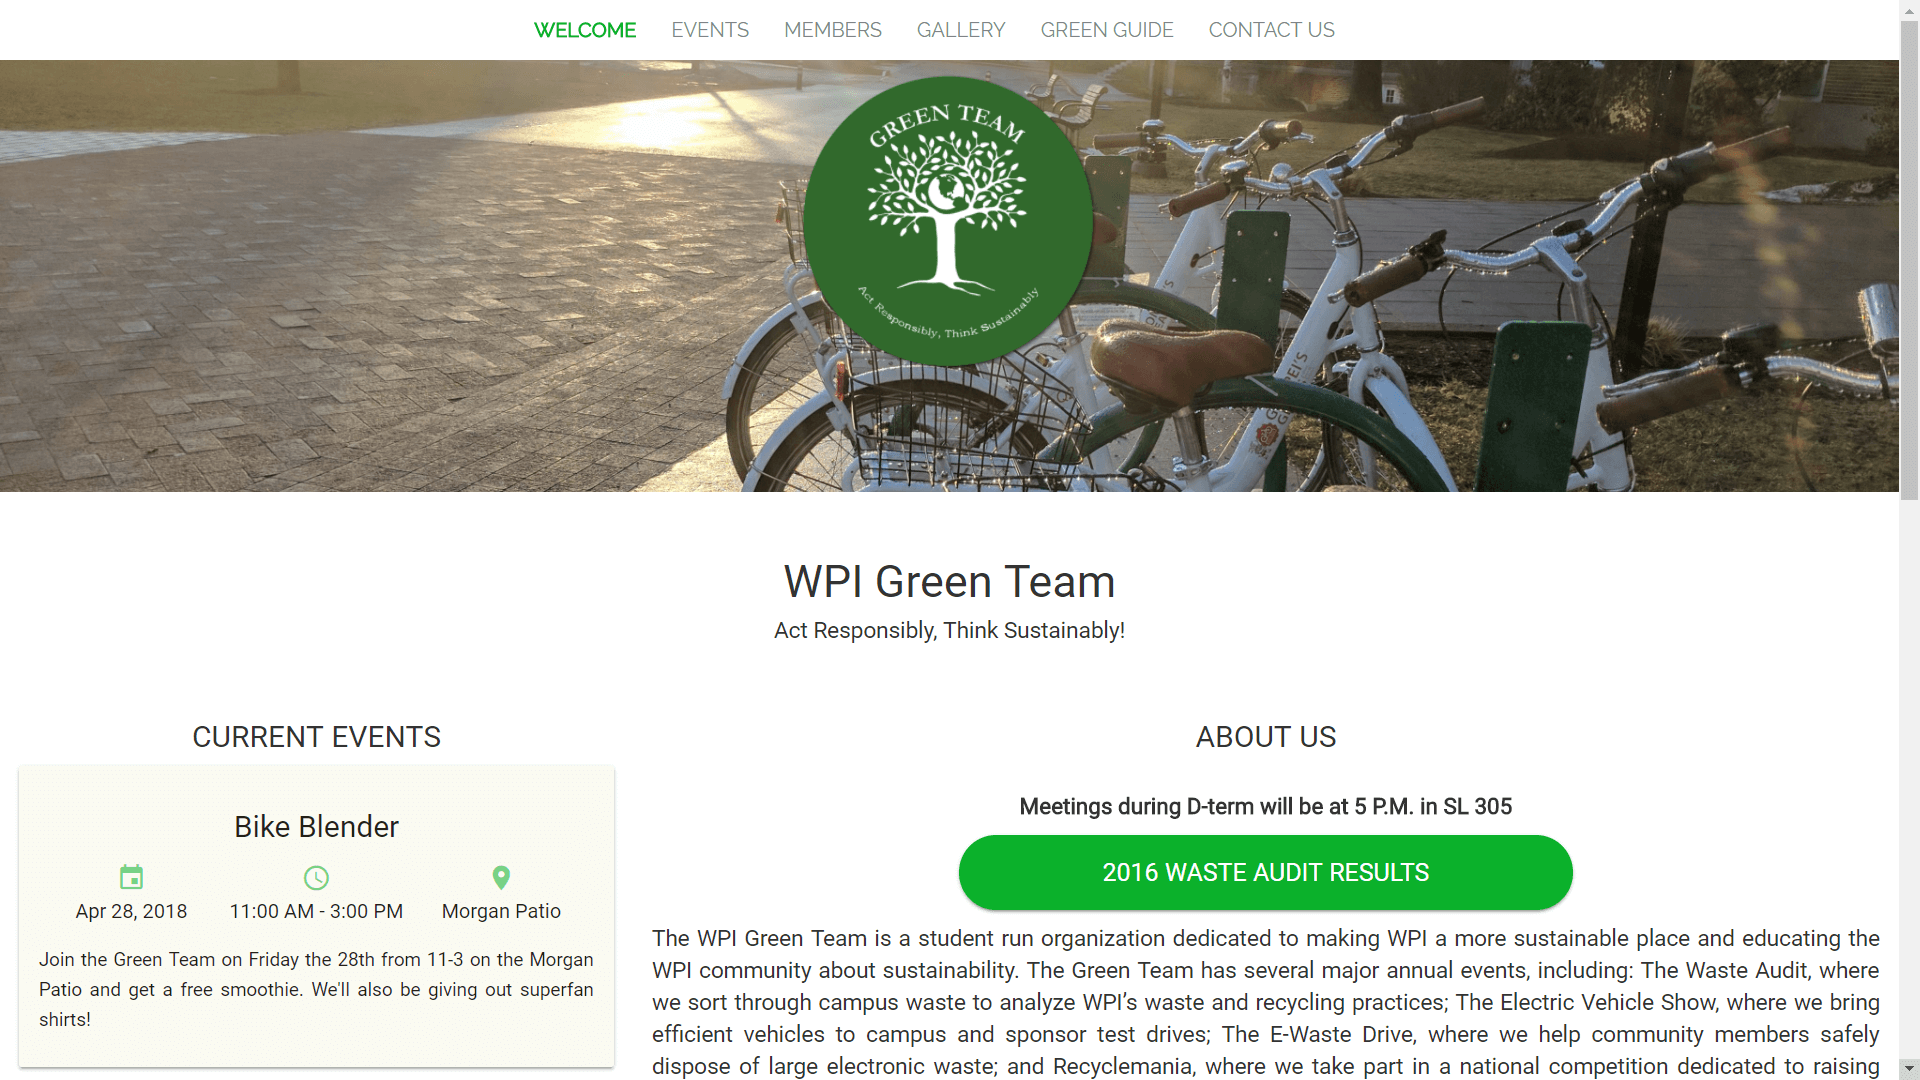 WELCOME EVENTS MEMBERS GALLERY GREEN GUIDE CONTACT US
GREEN TEAM
Act Responsibly, Think Sustainably
WPI Green Team
Act Responsibly, Think Sustainably!
CURRENT EVENTS
Bike Blender
Apr 28, 2018 11:00 AM - 3:00 PM Morgan Patio
Join the Green Team on Friday the 28th from 11-3 on the Morgan
Patio and get a free smoothie. We'll also be giving out superfan
shirts!
ABOUT US
Meetings during D-term will be at 5 P.M. in SL 305
2016 WASTE AUDIT RESULTS
The WPI Green Team is a student run organization dedicated to making WPI a more sustainable place and educating the
WPI community about sustainability. The Green Team has several major annual events, including: The Waste Audit, where
we sort through campus waste to analyze WPI’s waste and recycling practices; The Electric Vehicle Show, where we bring
efficient vehicles to campus and sponsor test drives; The E-Waste Drive, where we help community members safely
dispose of large electronic waste; and Recyclemania, where we take part in a national competition dedicated to raising